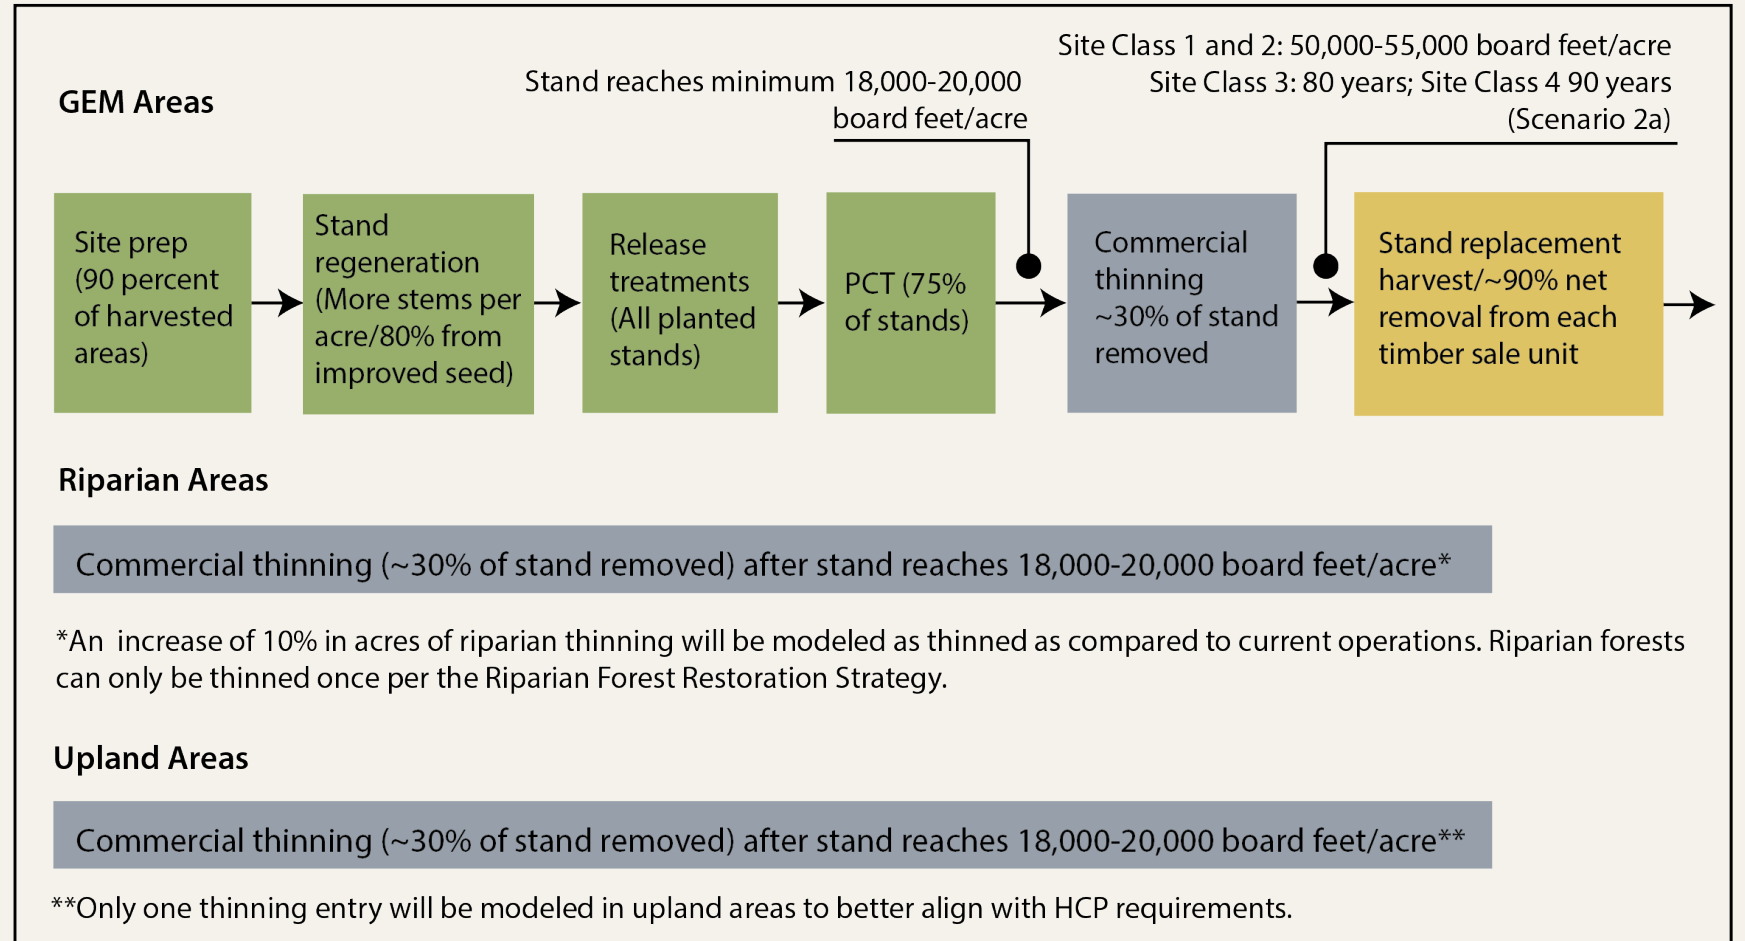 GEM Areas
Stand reaches minimum 18,000-20,000
board feet/acre
Site Class 1 and 2: 50,000-55,000 board feet/acre
Site Class 3: 80 years; Site Class 4 90 years
(Scenario 2a)
Site prep
(90 percent
of harvested
areas)
Stand
regeneration
(More stems per
acre/80% from
improved seed)
Release
treatments
(All planted
stands)
PCT (75%
of stands)
Commercial
thinning
~30% of stand
removed
Stand replacement
harvest/~90% net
removal from each
timber sale unit
Riparian Areas
Commercial thinning (~30% of stand removed) after stand reaches 18,000-20,000 board feet/acre*
*An increase of 10% in acres of riparian thinning will be modeled as thinned as compared to current operations. Riparian forests
can only be thinned once per the Riparian Forest Restoration Strategy.
Upland Areas
Commercial thinning (~30% of stand removed) after stand reaches 18,000-20,000 board feet/acre**
**Only one thinning entry will be modeled in upland areas to better align with HCP requirements.